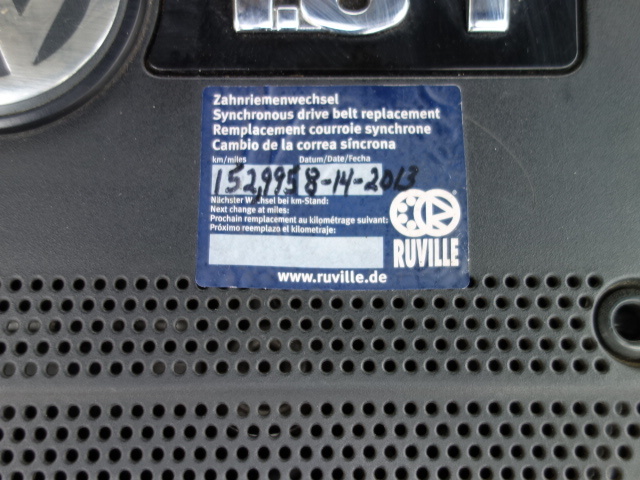 1.8T
Zahnriemenwechsel
Synchronous drive belt replacement
Remplacement courroie synchrone
Cambio de la correa síncrona
km/miles Datum/Date/Fecha
152,995 8-14-2013
Nächster Wechsel bei km-Stand:
Next change at miles:
Prochain remplacement au kilométrage suivant:
Próximo reemplazo el kilometraje:
RUVILLE
www.ruville.de